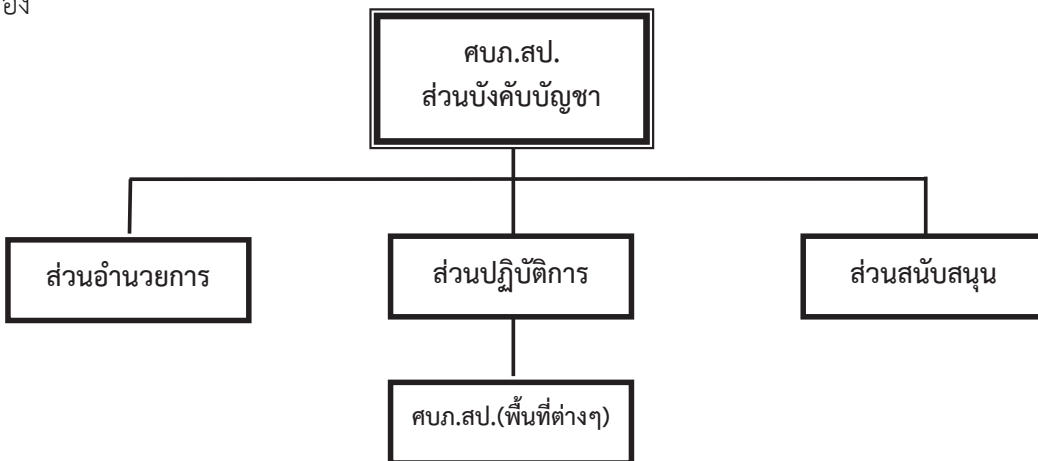 ศบภ.สป.
ส่วนบังคับบัญชา
ส่วนอำนวยการ
ส่วนปฏิบัติการ
ส่วนสนับสนุน
ศบภ.สป.(พื้นที่ต่างๆ)